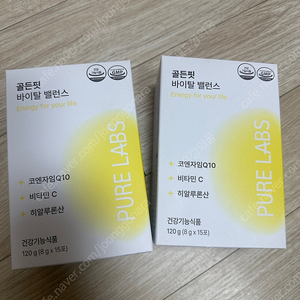 골든핏
바이탈 밸런스
Energy for your life
GMP
+ 코엔자임Q10
+ 비타민 C
+ 히알루론산
PURE LABS
건강기능식품
120 g (8 g x 15포)
골든핏
바이탈 밸런스
Energy for your life
GMP
+ 코엔자임Q10
+ 비타민 C
+ 히알루론산
PURE LABS
건강기능식품
120 g (8 g x 15포)